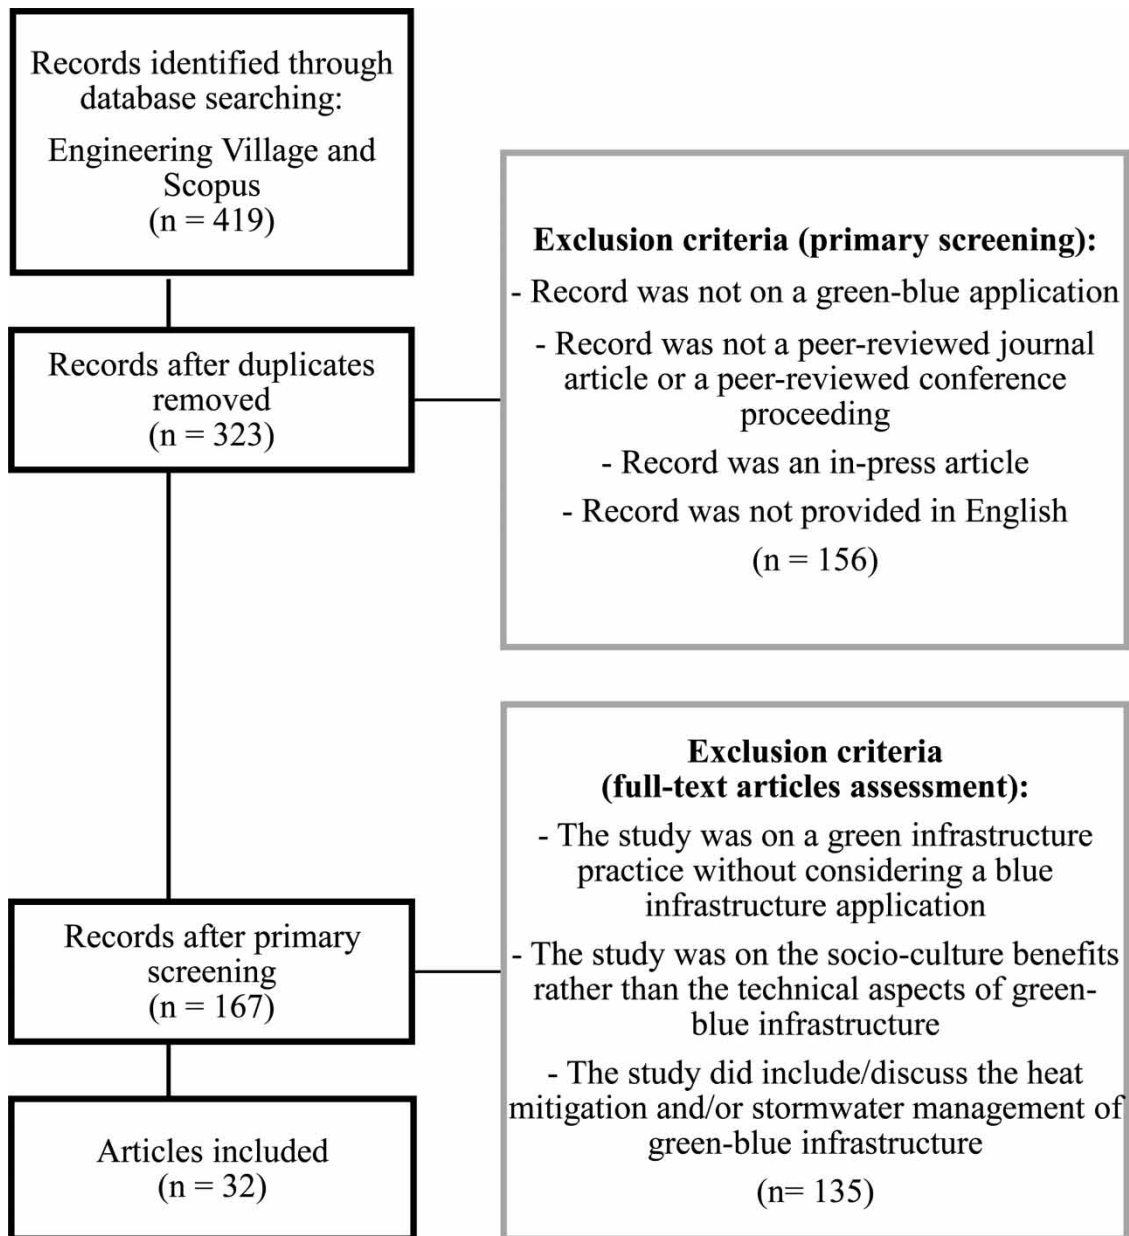 Records identified through
database searching:
Engineering Village and
Scopus
(n = 419)
Exclusion criteria (primary screening):
- Record was not on a green-blue application
- Record was not a peer-reviewed journal
article or a peer-reviewed conference
proceeding
- Record was an in-press article
- Record was not provided in English
(n = 156)
Records after duplicates
removed
(n = 323)
Exclusion criteria
(full-text articles assessment):
- The study was on a green infrastructure
practice without considering a blue
infrastructure application
- The study was on the socio-culture benefits
rather than the technical aspects of green-
blue infrastructure
- The study did include/discuss the heat
mitigation and/or stormwater management of
green-blue infrastructure
(n= 135)
Records after primary
screening
(n = 167)
Articles included
(n = 32)